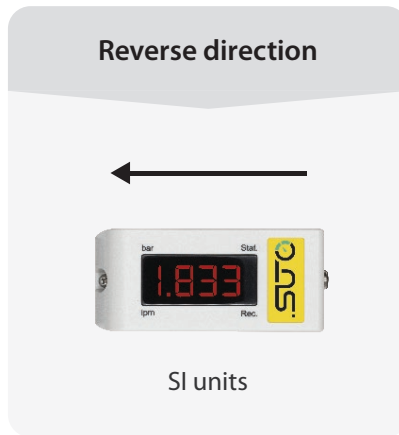 Reverse direction
bar
Stat.
1.833
SUTO
lpm
Rec.
SI units